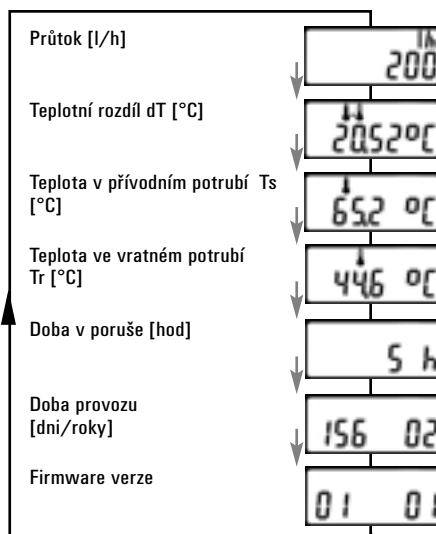 Průtok [l/h]
lh
200
Teplotní rozdíl dT [°C]
20,52°C
Teplota v přívodním potrubí Ts
[°C]
65,2 °C
Teplota ve vratném potrubí
Tr [°C]
44,6 °C
Doba v poruše [hod]
5 h
Doba provozu
[dni/roky]
156 02
Firmware verze
01 01